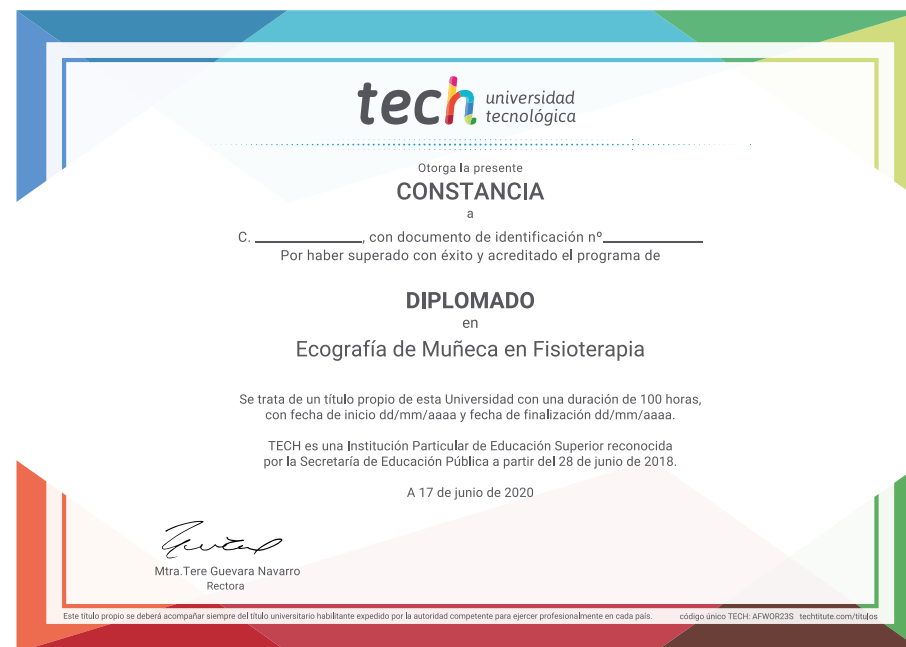 tech universidad
tecnológica
Otorga la presente
CONSTANCIA
a
C. ____________, con documento de identificación nº___________
Por haber superado con éxito y acreditado el programa de
DIPLOMADO
en
Ecografía de Muñeca en Fisioterapia
Se trata de un título propio de esta Universidad con una duración de 100 horas,
con fecha de inicio dd/mm/aaaa y fecha de finalización dd/mm/aaaa.
TECH es una Institución Particular de Educación Superior reconocida
por la Secretaría de Educación Pública a partir del 28 de junio de 2018.
A 17 de junio de 2020
Mtra.Tere Guevara Navarro
Rectora
Este título propio se deberá acompañar siempre del título universitario habilitante expedido por la autoridad competente para ejercer profesionalmente en cada país. código único TECH: AFWOR23S techtitute.com/titulos